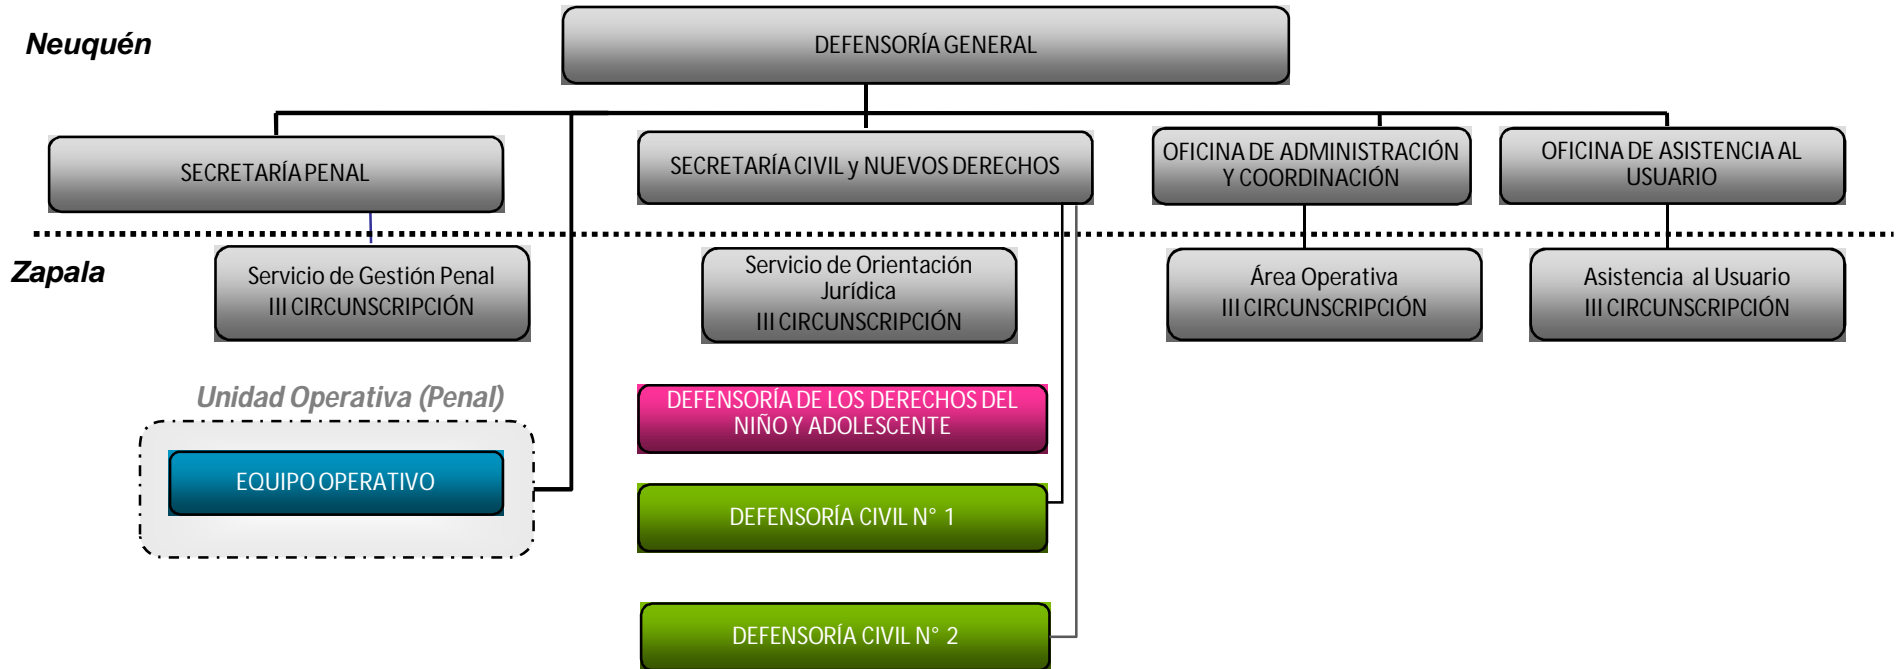 Neuquén
DEFENSORÍA GENERAL
SECRETARÍA PENAL
SECRETARÍA CIVIL y NUEVOS DERECHOS
OFICINA DE ADMINISTRACIÓN
Y COORDINACIÓN
OFICINA DE ASISTENCIA AL
USUARIO
Zapala
Servicio de Gestión Penal
III CIRCUNSCRIPCIÓN
Servicio de Orientación
Jurídica
III CIRCUNSCRIPCIÓN
Área Operativa
III CIRCUNSCRIPCIÓN
Asistencia al Usuario
III CIRCUNSCRIPCIÓN
Unidad Operativa (Penal)
EQUIPO OPERATIVO
DEFENSORÍA DE LOS DERECHOS DEL
NIÑO Y ADOLESCENTE
DEFENSORÍA CIVIL N° 1
DEFENSORÍA CIVIL N° 2